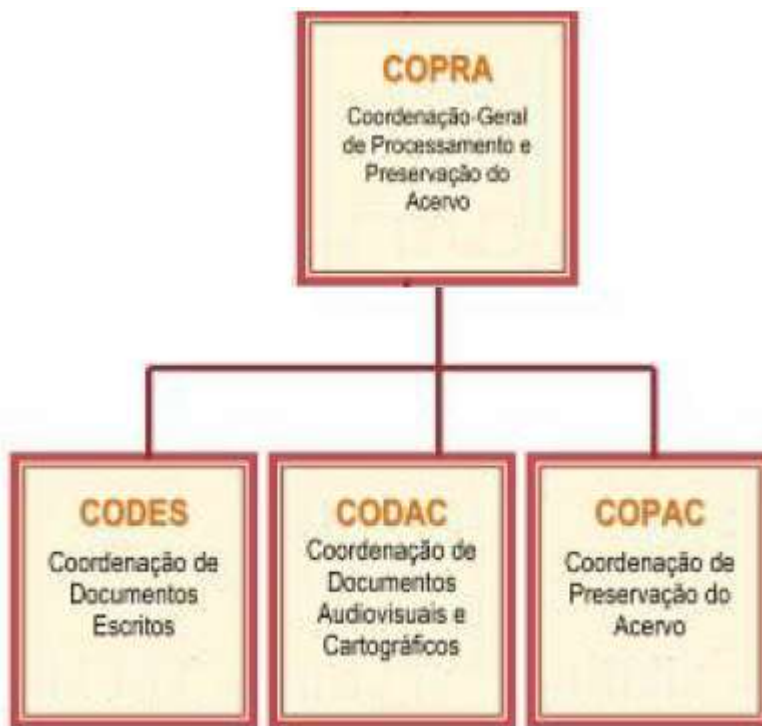 COPRA
Coordenação-Geral
de Processamento e
Preservação do
Acervo
CODES
Coordenação de
Documentos
Escritos
CODAC
Coordenação de
Documentos
Audiovisuais e
Cartográficos
COPAC
Coordenação de
Preservação do
Acervo